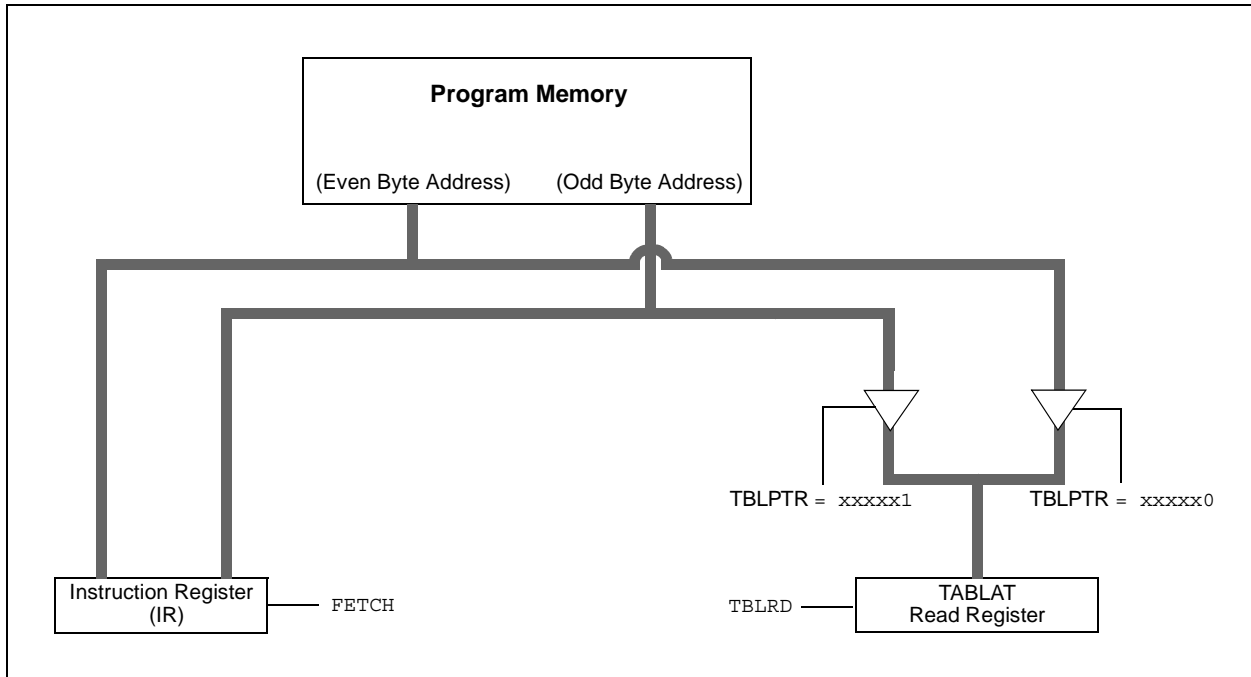 Program Memory
(Even Byte Address)
(Odd Byte Address)
TBLPTR = xxxxx1
TBLPTR = xxxxx0
Instruction Register
(IR)
FETCH
TBLRD
TABLAT
Read Register